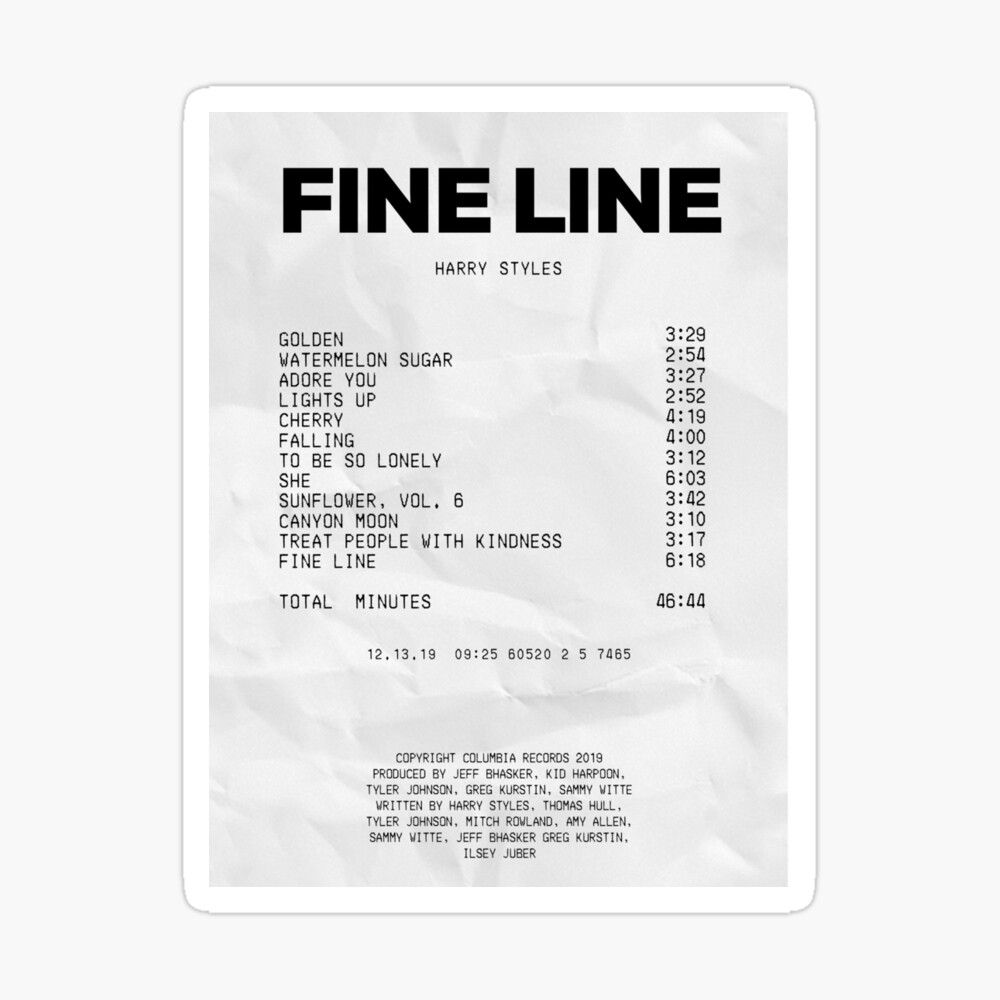 FINE LINE
HARRY STYLES
GOLDEN 3:29
WATERMELON SUGAR 2:54
ADORE YOU 3:27
LIGHTS UP 2:52
CHERRY 4:19
FALLING 4:00
TO BE SO LONELY 3:12
SHE 6:03
SUNFLOWER, VOL. 6 3:42
CANYON MOON 3:10
TREAT PEOPLE WITH KINDNESS 3:17
FINE LINE 6:18
TOTAL MINUTES 46:44
12.13.19 09:25 60520 2 5 7465
COPYRIGHT COLUMBIA RECORDS 2019
PRODUCED BY JEFF BHASKER, KID HARPOON,
TYLER JOHNSON, GREG KURSTIN, SAMMY WITTE
WRITTEN BY HARRY STYLES, THOMAS HULL,
TYLER JOHNSON, MITCH ROWLAND, AMY ALLEN,
SAMMY WITTE, JEFF BHASKER GREG KURSTIN,
ILSEY JUBER